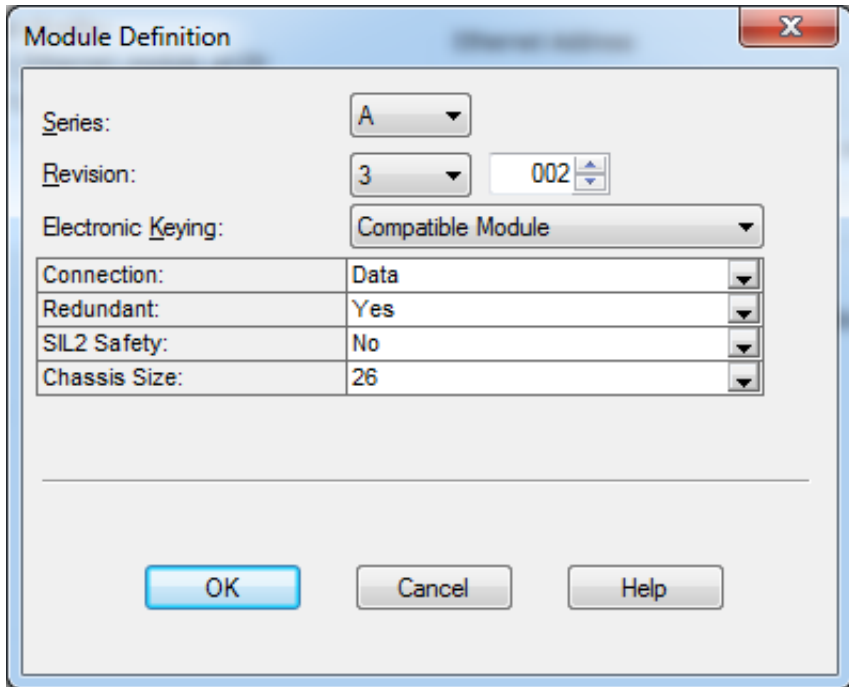 Module Definition
Series: A
Revision: 3 002
Electronic Keying: Compatible Module
Connection: Data
Redundant: Yes
SIL2 Safety: No
Chassis Size: 26
OK Cancel Help